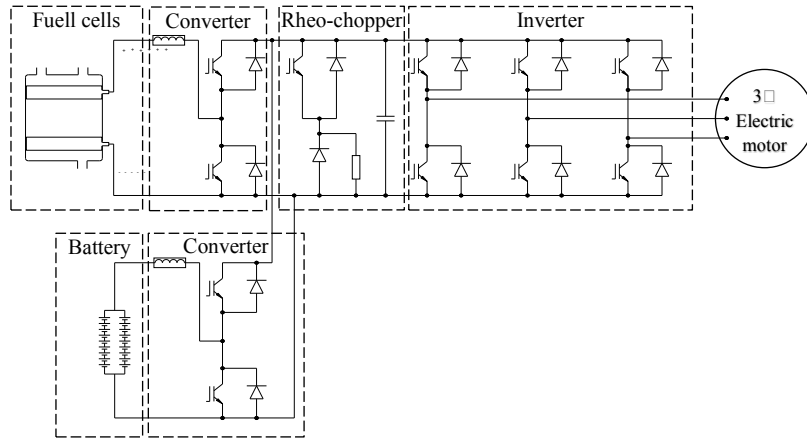 Fuell cells
Converter
Rheo-chopper
Inverter
3□
Electric
motor
Battery
Converter